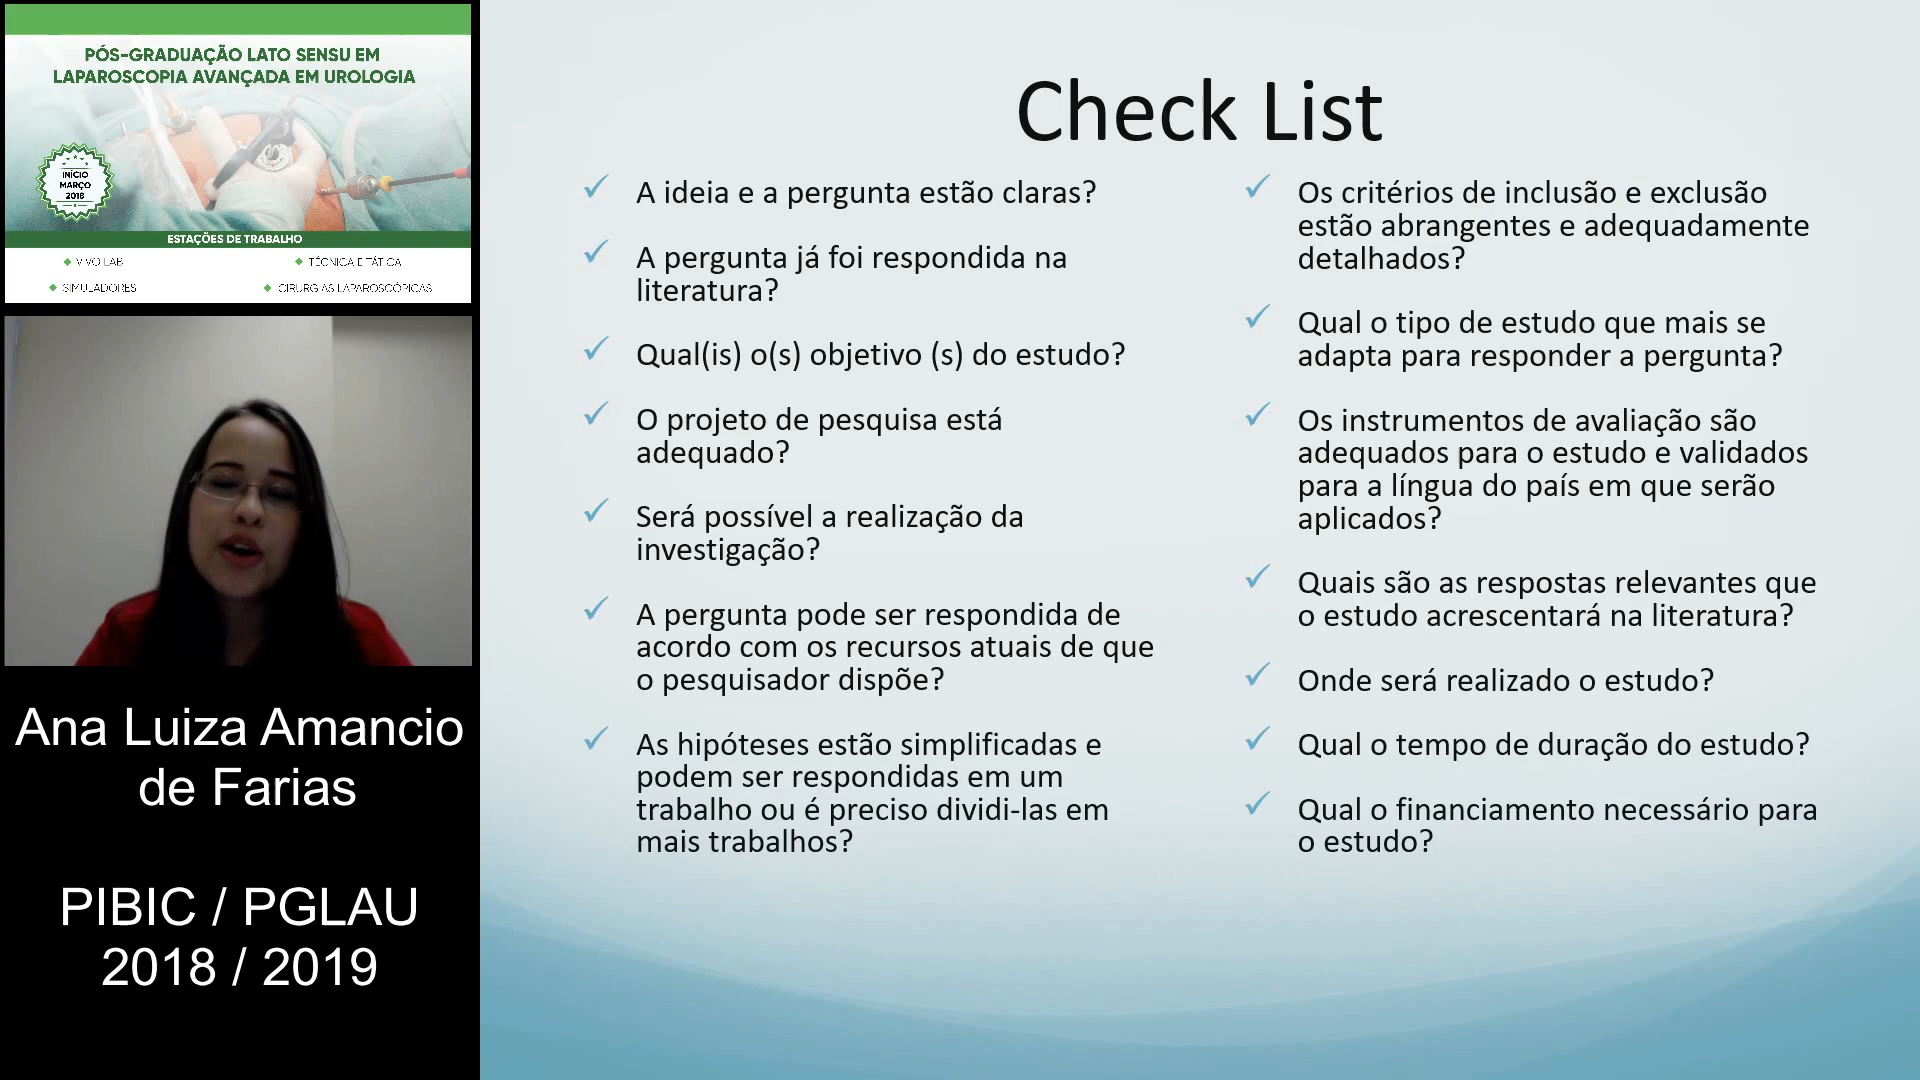 PÓS-GRADUAÇÃO LATO SENSU EM
LAPAROSCOPIA AVANÇADA EM UROLOGIA
INÍCIO
MARÇO
2018
ESTAÇÕES DE TRABALHO
VIVO LAB
TÉCNICA E TÁTICA
SIMULADORES
CIRURGIAS LAPAROSCÓPICAS
Ana Luiza Amancio
de Farias
PIBIC / PGLAU
2018 / 2019
Check List
A ideia e a pergunta estão claras?
A pergunta já foi respondida na
literatura?
Qual(is) o(s) objetivo (s) do estudo?
O projeto de pesquisa está
adequado?
Será possível a realização da
investigação?
A pergunta pode ser respondida de
acordo com os recursos atuais de que
o pesquisador dispõe?
As hipóteses estão simplificadas e
podem ser respondidas em um
trabalho ou é preciso dividi-las em
mais trabalhos?
Os critérios de inclusão e exclusão
estão abrangentes e adequadamente
detalhados?
Qual o tipo de estudo que mais se
adapta para responder a pergunta?
Os instrumentos de avaliação são
adequados para o estudo e validados
para a língua do país em que serão
aplicados?
Quais são as respostas relevantes que
o estudo acrescentará na literatura?
Onde será realizado o estudo?
Qual o tempo de duração do estudo?
Qual o financiamento necessário para
o estudo?